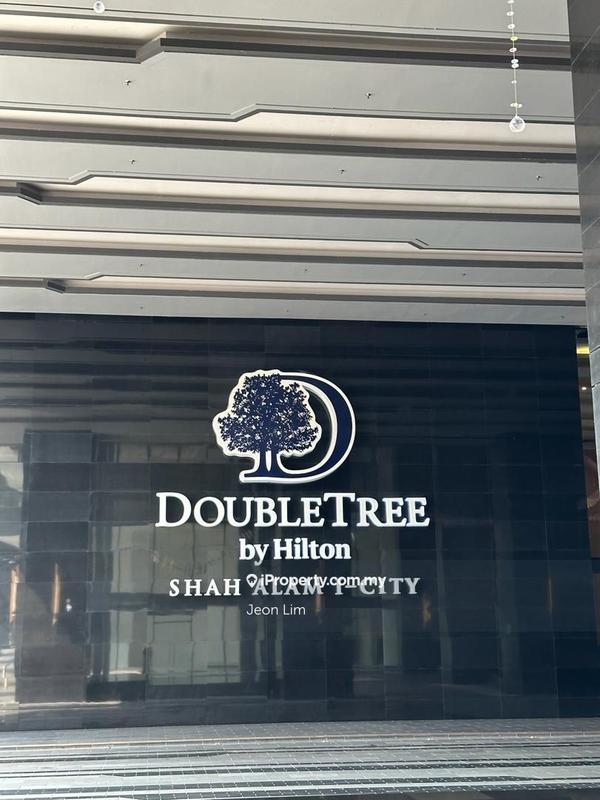 DOUBLETREE
by Hilton
SHAH ALAM I-CITY
iProperty.com.my
Jeon Lim